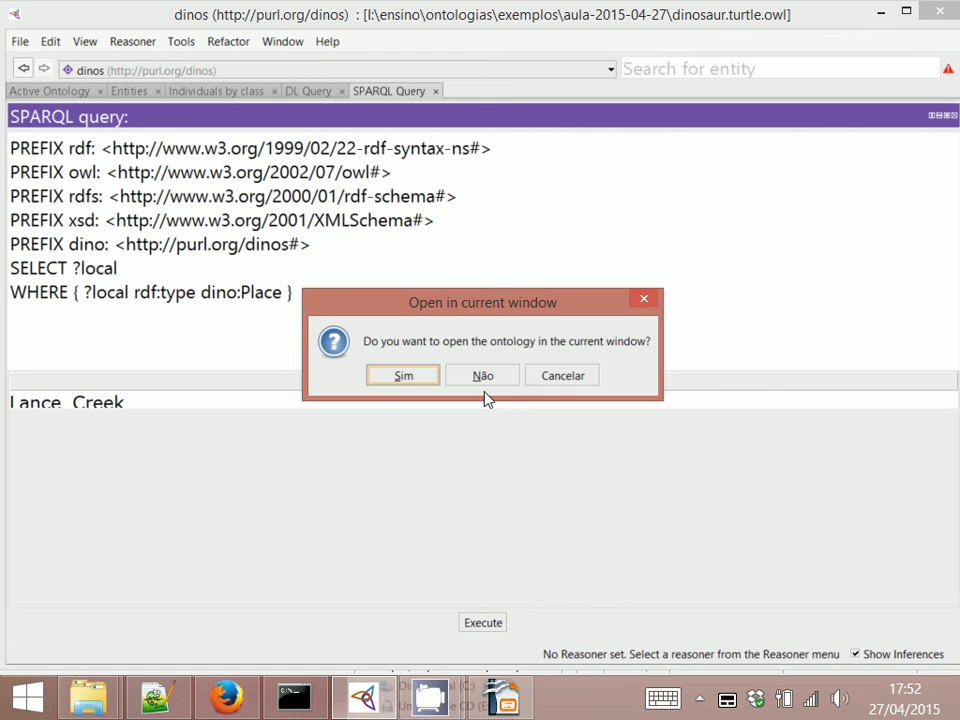 dinos (http://purl.org/dinos) : [I:\ensino\ontologias\exemplos\aula-2015-04-27\dinosaur.turtle.owl]
File Edit View Reasoner Tools Refactor Window Help
dinos (http://purl.org/dinos) Search for entity
Active Ontology × Entities × Individuals by class × DL Query × SPARQL Query ×
SPARQL query:
PREFIX rdf: <http://www.w3.org/1999/02/22-rdf-syntax-ns#>
PREFIX owl: <http://www.w3.org/2002/07/owl#>
PREFIX rdfs: <http://www.w3.org/2000/01/rdf-schema#>
PREFIX xsd: <http://www.w3.org/2001/XMLSchema#>
PREFIX dino: <http://purl.org/dinos#>
SELECT ?local
WHERE { ?local rdf:type dino:Place }
Open in current window
Do you want to open the ontology in the current window?
Sim Não Cancelar
Lance_Creek
Execute
No Reasoner set. Select a reasoner from the Reasoner menu Show Inferences
17:52
27/04/2015